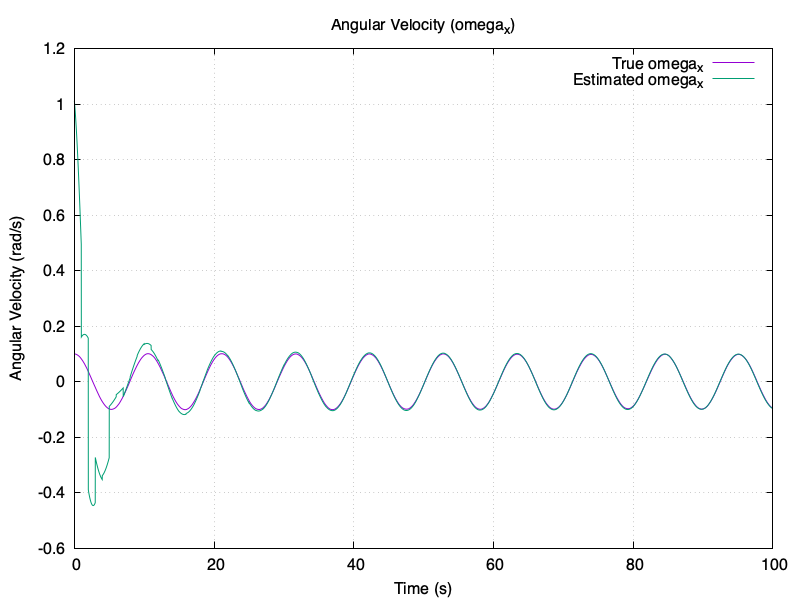 Angular Velocity (omegax)
True omegax
Estimated omegax
1.2
1
0.8
0.6
0.4
0.2
0
-0.2
-0.4
-0.6
Angular Velocity (rad/s)
0 20 40 60 80 100
Time (s)